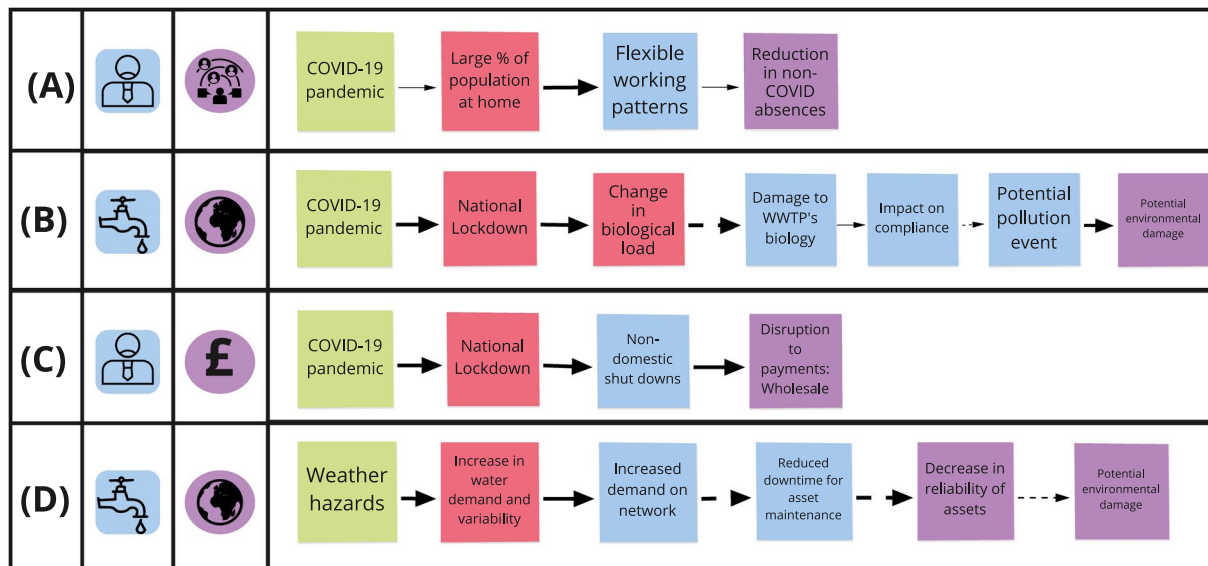 (A)
COVID-19
pandemic
Large % of
population
at home
Flexible
working
patterns
Reduction
in non-
COVID
absences
(B)
COVID-19
pandemic
National
Lockdown
Change
in
biological
load
Damage to
WWTP's
biology
Impact on
compliance
Potential
pollution
event
Potential
environmental
damage
(C)
£
COVID-19
pandemic
National
Lockdown
Non-
domestic
shut downs
Disruption
to
payments:
Wholesale
(D)
Weather
hazards
Increase in
water
demand and
variability
Increased
demand on
network
Reduced
downtime for
asset
maintenance
Decrease in
reliability of
assets
Potential
environmental
damage